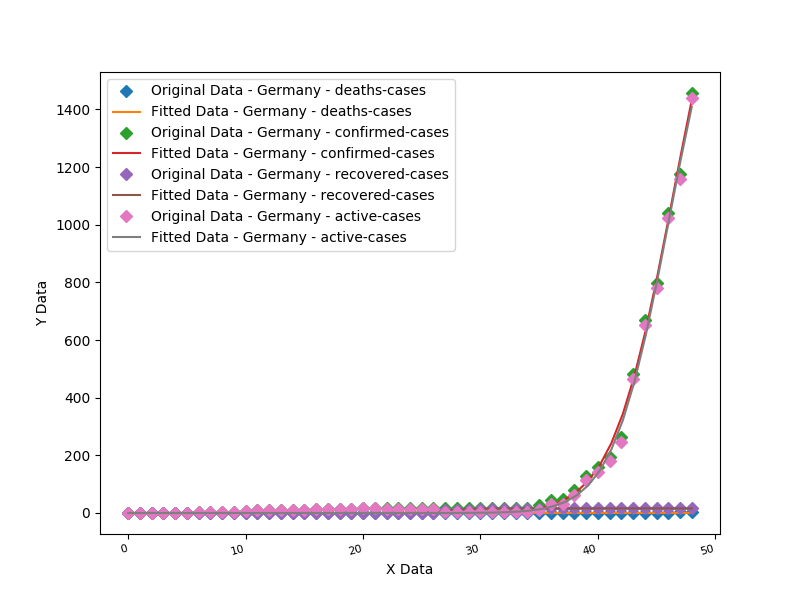 Original Data - Germany - deaths-cases
Fitted Data - Germany - deaths-cases
Original Data - Germany - confirmed-cases
Fitted Data - Germany - confirmed-cases
Original Data - Germany - recovered-cases
Fitted Data - Germany - recovered-cases
Original Data - Germany - active-cases
Fitted Data - Germany - active-cases
1400
1200
1000
800
600
400
200
0
Y Data
0 10 20 30 40 50
X Data